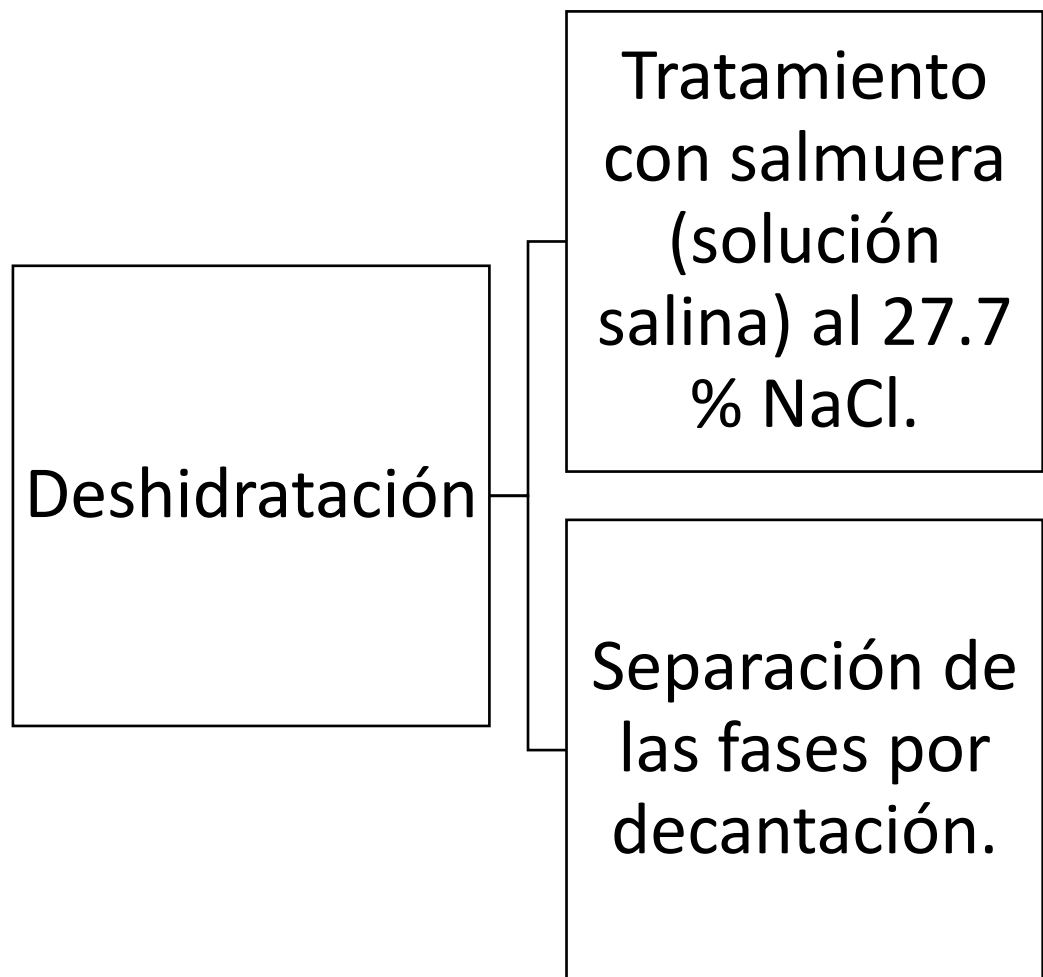 Deshidratación
Tratamiento
con salmuera
(solución
salina) al 27.7
% NaCl.
Separación de
las fases por
decantación.